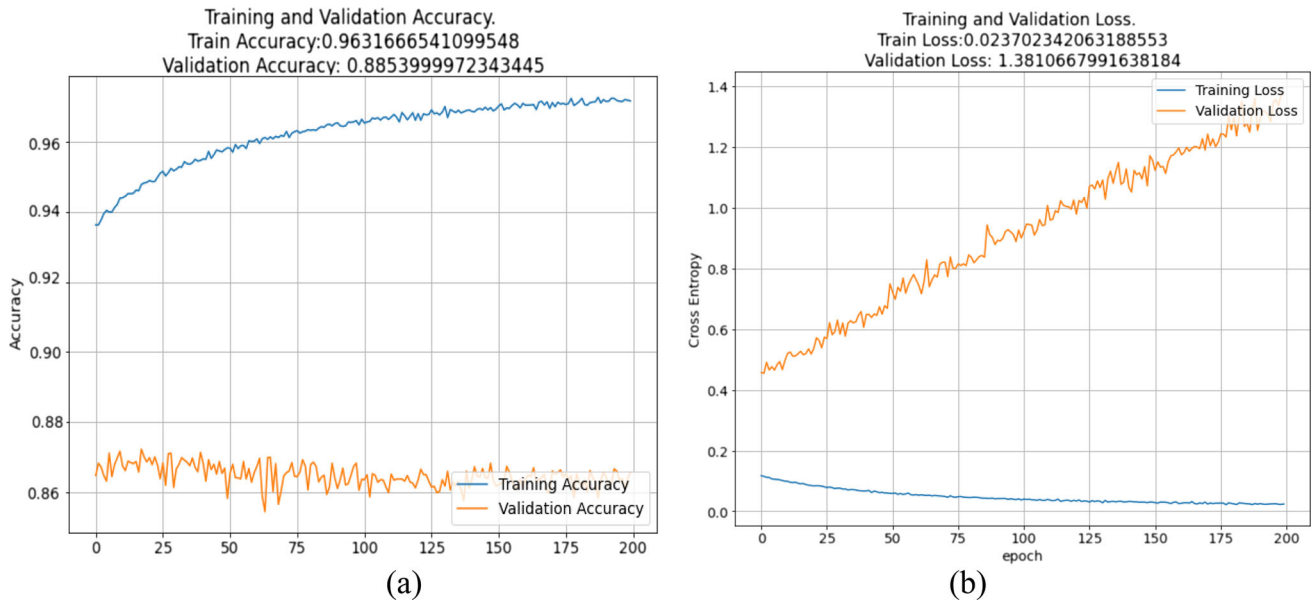 Training and Validation Accuracy.
Train Accuracy:0.9631666541099548
Validation Accuracy: 0.8853999972343445
Accuracy
0.96
0.94
0.92
0.90
0.88
0.86
Training Accuracy
Validation Accuracy
0 25 50 75 100 125 150 175 200
(a)
Training and Validation Loss.
Train Loss:0.023702342063188553
Validation Loss: 1.3810667991638184
Cross Entropy
1.4
1.2
1.0
0.8
0.6
0.4
0.2
0.0
Training Loss
Validation Loss
0 25 50 75 100 125 150 175 200
epoch
(b)